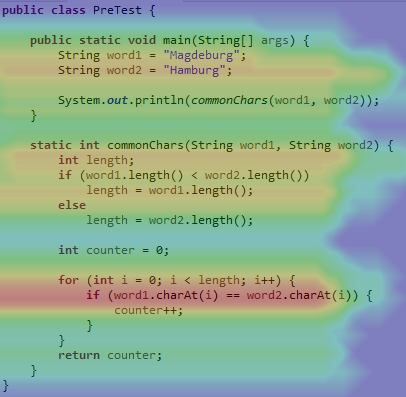 public class PreTest {
public static void main(String[] args) {
String word1 = "Magdeburg";
String word2 = "Hamburg";
System.out.println(commonChars(word1, word2));
}
static int commonChars(String word1, String word2) {
int length;
if (word1.length() < word2.length())
length = word1.length();
else
length = word2.length();
int counter = 0;
for (int i = 0; i < length; i++) {
if (word1.charAt(i) == word2.charAt(i)) {
counter++;
}
}
return counter;
}
}